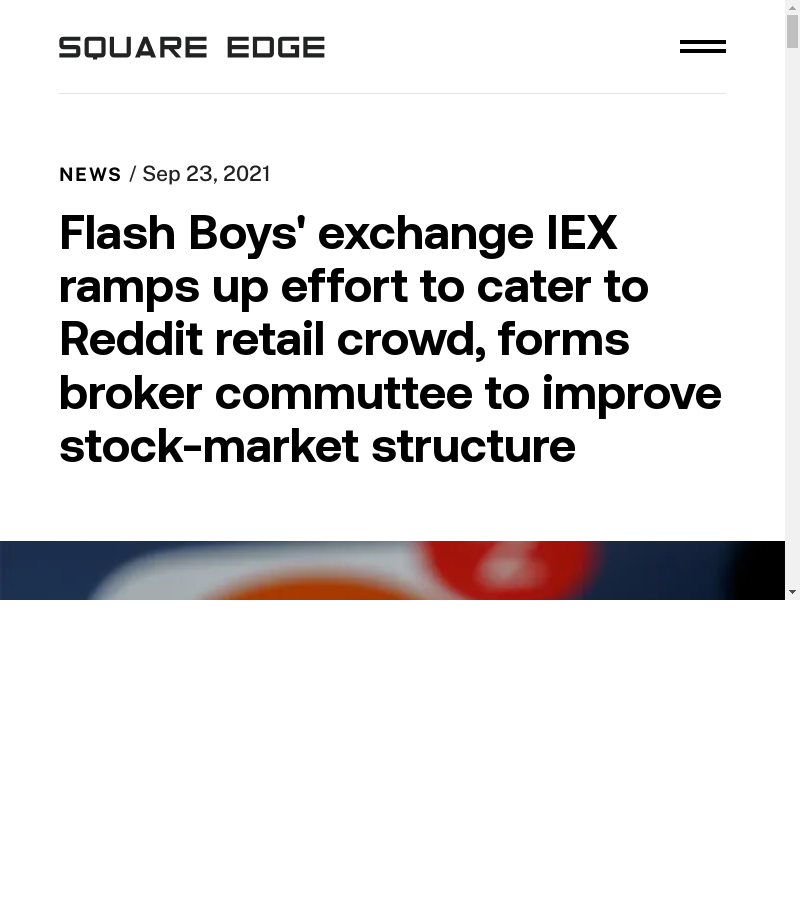 SQUARE EDGE
NEWS / Sep 23, 2021
Flash Boys' exchange IEX
ramps up effort to cater to
Reddit retail crowd, forms
broker commuttee to improve
stock-market structure
2